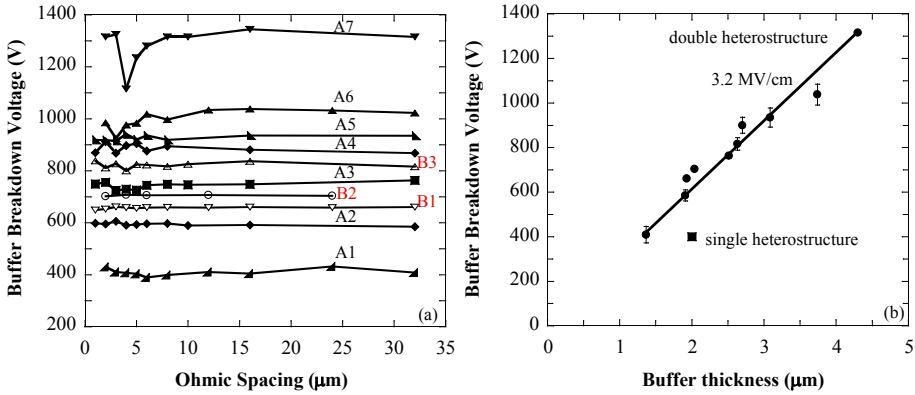 Buffer Breakdown Voltage (V)
1400
1200
1000
800
600
400
200
A7
A6
A5
A4
B3
A3
B2
B1
A2
A1
(a)
0 5 10 15 20 25 30 35
Ohmic Spacing (μm)
Buffer Breakdown Voltage (V)
1400
1200
1000
800
600
400
200
0
double heterostructure
3.2 MV/cm
single heterostructure
(b)
0 1 2 3 4 5
Buffer thickness (μm)